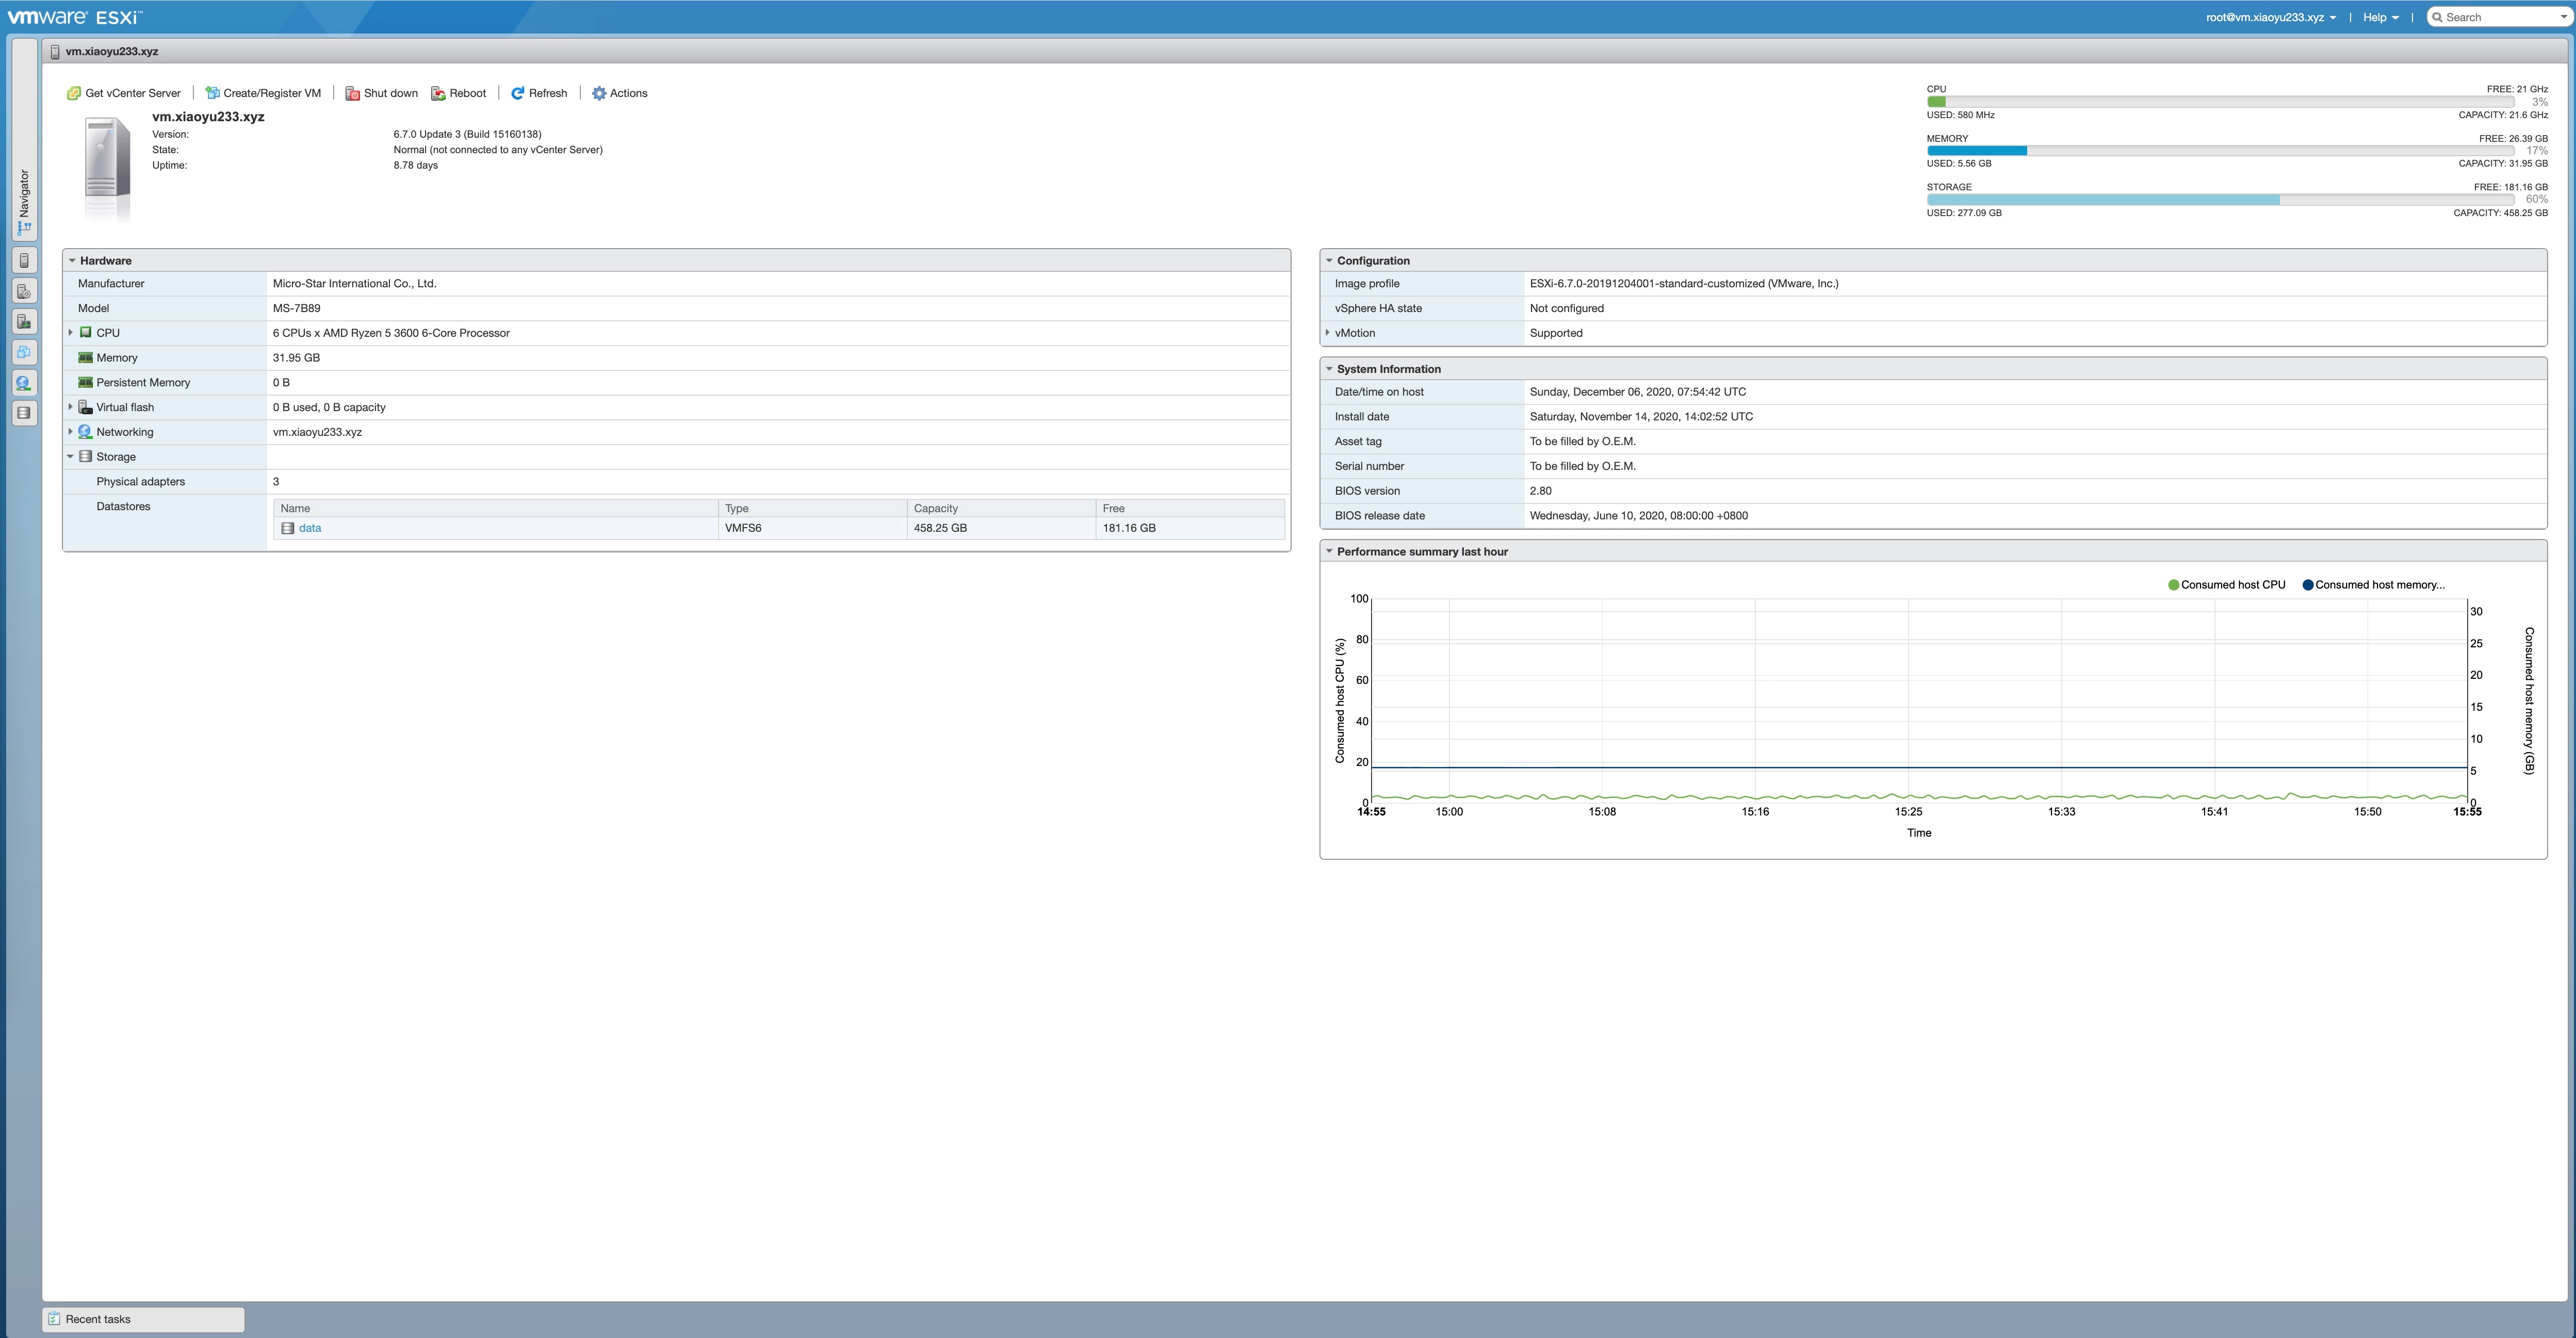 vmware ESXi™
root@vm.xiaoyu233.xyz | Help | Search
vm.xiaoyu233.xyz
Navigator
Get vCenter Server | Create/Register VM | Shut down Reboot | Refresh | Actions
vm.xiaoyu233.xyz
Version: 6.7.0 Update 3 (Build 15160138)
State: Normal (not connected to any vCenter Server)
Uptime: 8.78 days
CPU FREE: 21 GHz
3%
USED: 580 MHz CAPACITY: 21.6 GHz
MEMORY FREE: 26.39 GB
17%
USED: 5.56 GB CAPACITY: 31.95 GB
STORAGE FREE: 181.16 GB
60%
USED: 277.09 GB CAPACITY: 458.25 GB
Hardware
Manufacturer Micro-Star International Co., Ltd.
Model MS-7B89
CPU 6 CPUs x AMD Ryzen 5 3600 6-Core Processor
Memory 31.95 GB
Persistent Memory 0 B
Virtual flash 0 B used, 0 B capacity
Networking vm.xiaoyu233.xyz
Storage
Physical adapters 3
Datastores
Name Type Capacity Free
data VMFS6 458.25 GB 181.16 GB
Configuration
Image profile ESXi-6.7.0-20191204001-standard-customized (VMware, Inc.)
vSphere HA state Not configured
vMotion Supported
System Information
Date/time on host Sunday, December 06, 2020, 07:54:42 UTC
Install date Saturday, November 14, 2020, 14:02:52 UTC
Asset tag To be filled by O.E.M.
Serial number To be filled by O.E.M.
BIOS version 2.80
BIOS release date Wednesday, June 10, 2020, 08:00:00 +0800
Performance summary last hour
Consumed host CPU Consumed host memory...
Consumed host CPU (%)
100
80
60
40
20
0
30
25
20
15
10
5
0
Consumed host memory (GB)
14:55 15:00 15:08 15:16 15:25 15:33 15:41 15:50 15:55
Time
Recent tasks